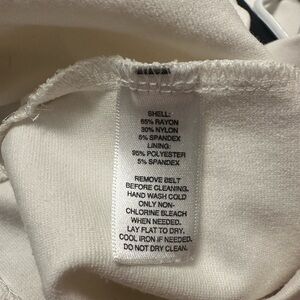 SHELL:
65% RAYON
30% NYLON
5% SPANDEX
LINING:
95% POLYESTER
5% SPANDEX
REMOVE BELT
BEFORE CLEANING.
HAND WASH COLD
ONLY NON-
CHLORINE BLEACH
WHEN NEEDED.
LAY FLAT TO DRY.
COOL IRON IF NEEDED.
DO NOT DRY CLEAN.